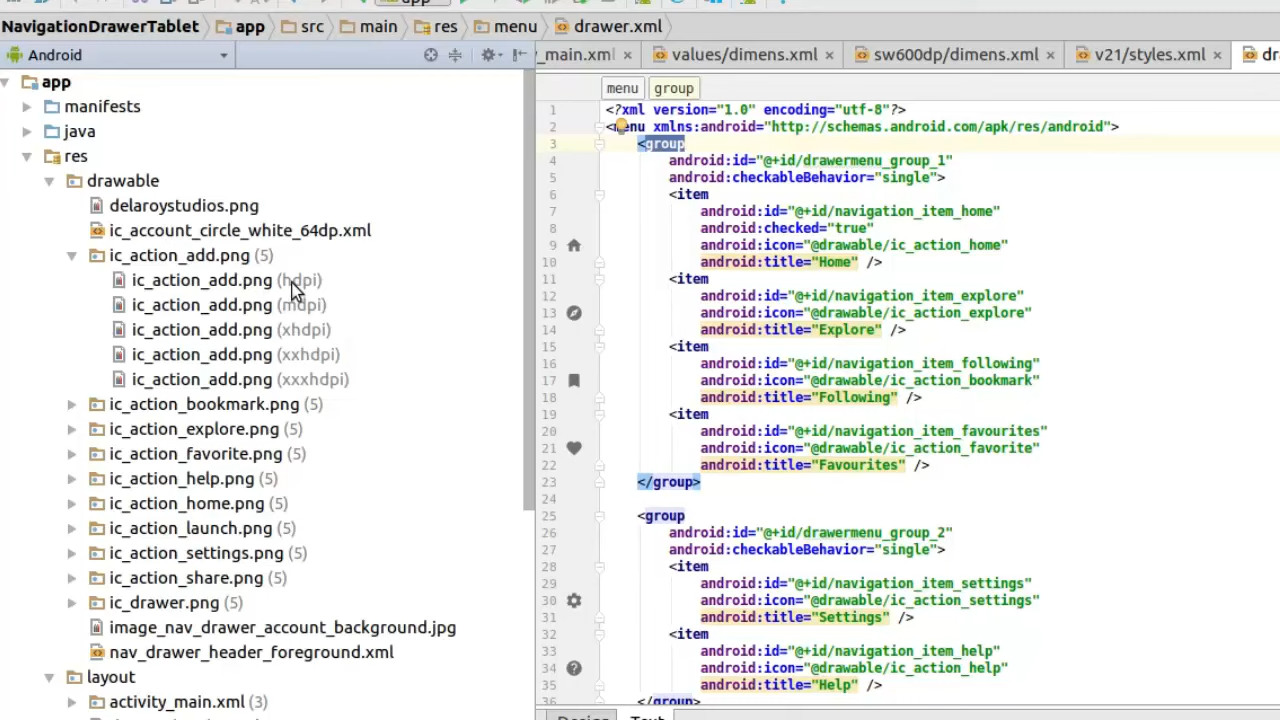 NavigationDrawerTablet app src main res menu drawer.xml
Android
_main.xml values/dimens.xml sw600dp/dimens.xml v21/styles.xml
app
manifests
java
res
drawable
delaroystudios.png
ic_account_circle_white_64dp.xml
ic_action_add.png (5)
ic_action_add.png (hdpi)
ic_action_add.png (mdpi)
ic_action_add.png (xhdpi)
ic_action_add.png (xxhdpi)
ic_action_add.png (xxxhdpi)
ic_action_bookmark.png (5)
ic_action_explore.png (5)
ic_action_favorite.png (5)
ic_action_help.png (5)
ic_action_home.png (5)
ic_action_launch.png (5)
ic_action_settings.png (5)
ic_action_share.png (5)
ic_drawer.png (5)
image_nav_drawer_account_background.jpg
nav_drawer_header_foreground.xml
layout
activity_main.xml (3)
menu group
1 <?xml version="1.0" encoding="utf-8"?>
2 <menu xmlns:android="http://schemas.android.com/apk/res/android">
3 <group
4 android:id="@+id/drawermenu_group_1"
5 android:checkableBehavior="single">
6 <item
7 android:id="@+id/navigation_item_home"
8 android:checked="true"
9 android:icon="@drawable/ic_action_home"
10 android:title="Home" />
11 <item
12 android:id="@+id/navigation_item_explore"
13 android:icon="@drawable/ic_action_explore"
14 android:title="Explore" />
15 <item
16 android:id="@+id/navigation_item_following"
17 android:icon="@drawable/ic_action_bookmark"
18 android:title="Following" />
19 <item
20 android:id="@+id/navigation_item_favourites"
21 android:icon="@drawable/ic_action_favorite"
22 android:title="Favourites" />
23 </group>
24
25 <group
26 android:id="@+id/drawermenu_group_2"
27 android:checkableBehavior="single">
28 <item
29 android:id="@+id/navigation_item_settings"
30 android:icon="@drawable/ic_action_settings"
31 android:title="Settings" />
32 <item
33 android:id="@+id/navigation_item_help"
34 android:icon="@drawable/ic_action_help"
35 android:title="Help" />
36 </group>
Design Text